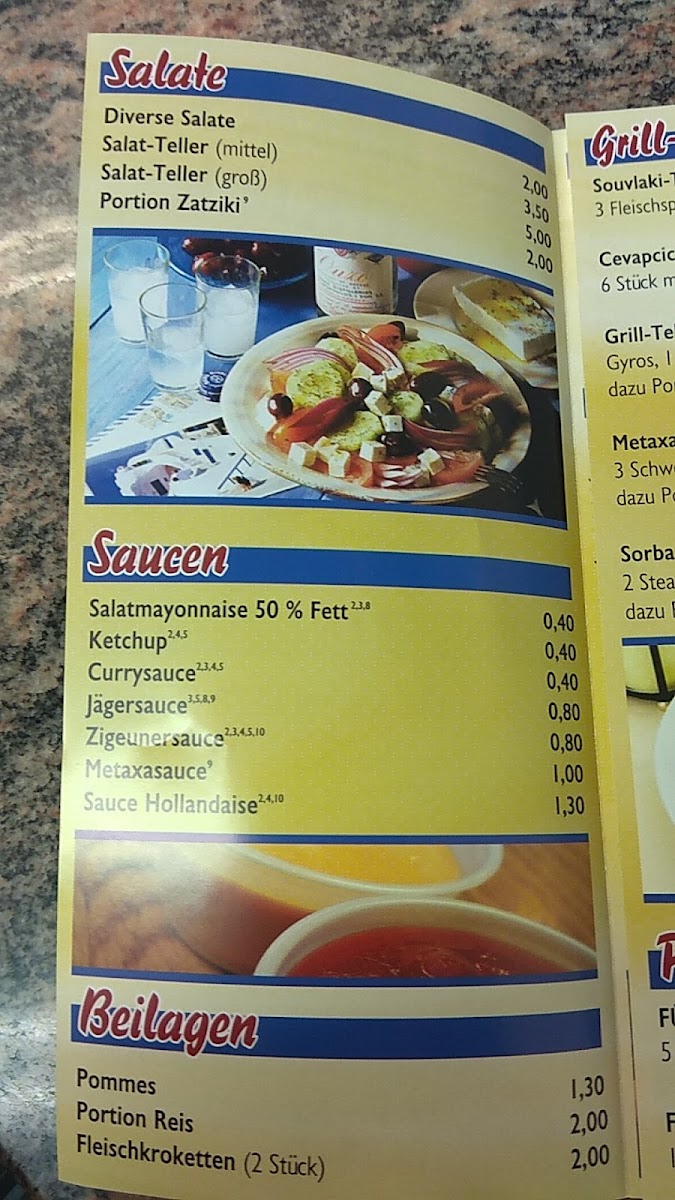 Salate
Diverse Salate 2,00
Salat-Teller (mittel) 3,50
Salat-Teller (groß) 5,00
Portion Zatziki⁹ 2,00
Saucen
Salatmayonnaise 50 % Fett²,³,⁸ 0,40
Ketchup²,⁴,⁵ 0,40
Currysauce²,³,⁴,⁵ 0,40
Jägersauce³,⁵,⁸,⁹ 0,80
Zigeunersauce²,³,⁴,⁵,¹⁰ 0,80
Metaxasauce⁹ 1,00
Sauce Hollandaise²,⁴,¹⁰ 1,30
Beilagen
Pommes 1,30
Portion Reis 2,00
Fleischkroketten (2 Stück) 2,00
Grill-
Souvlaki-T
3 Fleischsp
Cevapcic
6 Stück m
Grill-Te
Gyros, 1
dazu Po
Metaxa
3 Schw
dazu Po
Sorba
2 Stea
dazu
5